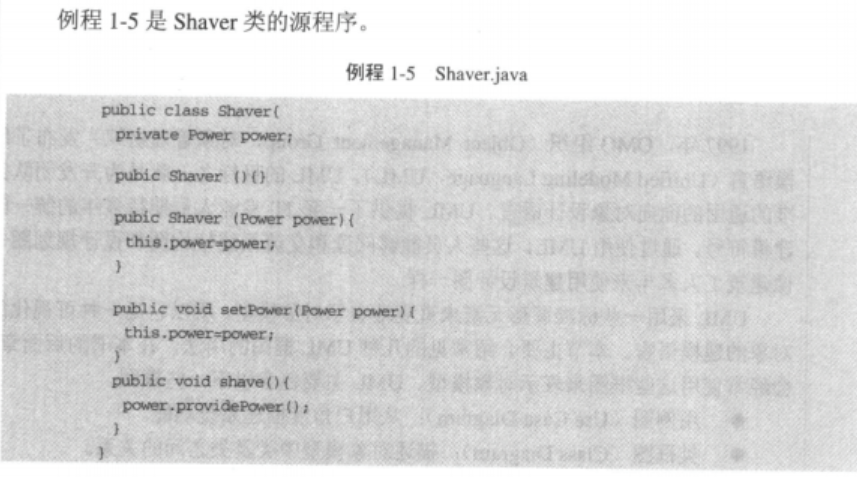 例程 1-5 是 Shaver 类的源程序。
例程 1-5 Shaver.java
public class Shaver{
private Power power;
pubic Shaver (){}
pubic Shaver (Power power){
this.power=power;
}
public void setPower(Power power){
this.power=power;
}
public void shave(){
power.providePower();
}
}